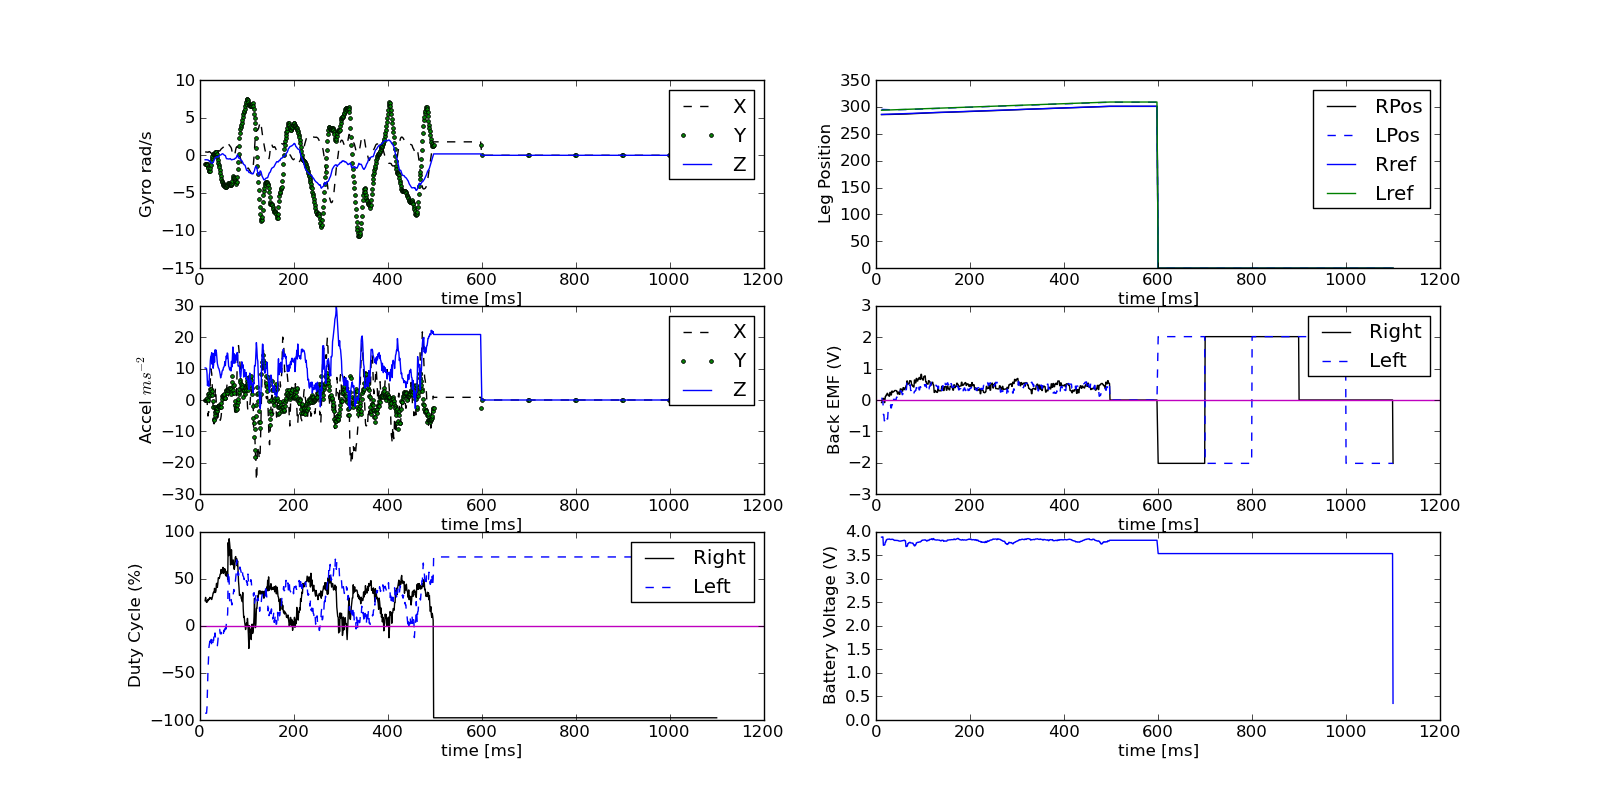 10
5
0
−5
−10
−15
Gyro rad/s
X
Y
Z
0 200 400 600 800 1000 1200
time [ms]
350
300
250
200
150
100
50
0
Leg Position
RPos
LPos
Rref
Lref
0 200 400 600 800 1000 1200
time [ms]
30
20
10
0
−10
−20
−30
Accel ms⁻²
X
Y
Z
0 200 400 600 800 1000 1200
time [ms]
3
2
1
0
−1
−2
−3
Back EMF (V)
Right
Left
0 200 400 600 800 1000 1200
time [ms]
100
50
0
−50
−100
Duty Cycle (%)
Right
Left
0 200 400 600 800 1000 1200
time [ms]
4.0
3.5
3.0
2.5
2.0
1.5
1.0
0.5
0.0
Battery Voltage (V)
0 200 400 600 800 1000 1200
time [ms]